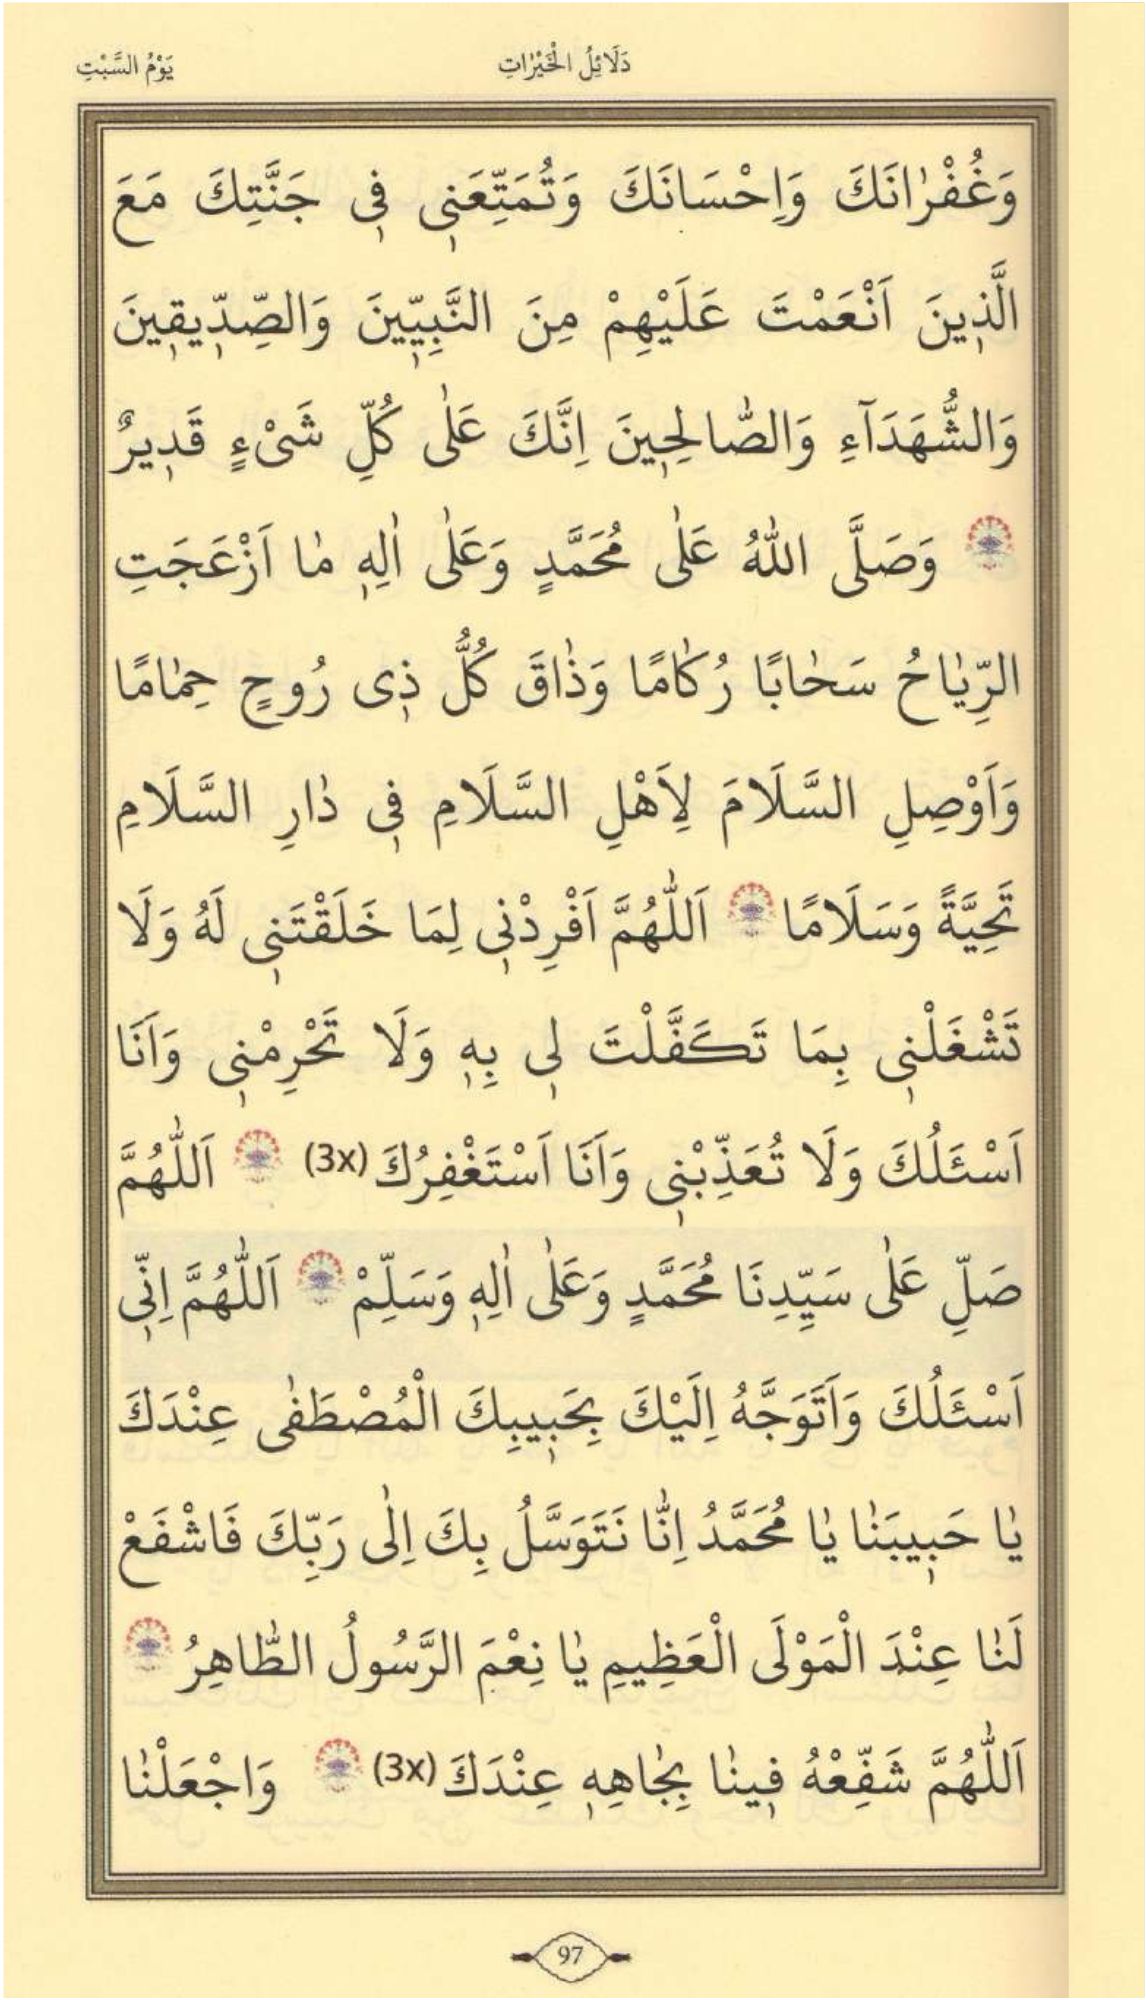 دَلَائِلُ الْخَيْرَاتِ يَوْمُ السَّبْتِ
وَغُفْرٰانَكَ وَاِحْسَانَكَ وَتُمَتِّعَنٖى فٖى جَنَّتِكَ مَعَ
الَّذٖينَ اَنْعَمْتَ عَلَيْهِمْ مِنَ النَّبِيّٖينَ وَالصِّدّٖيقٖينَ
وَالشُّهَدَآءِ وَالصَّالِحٖينَ اِنَّكَ عَلٰى كُلِّ شَىْءٍ قَدٖيرٌ
وَصَلَّى اللّٰهُ عَلٰى مُحَمَّدٍ وَعَلٰى اٰلِهٖ مٰا اَزْعَجَتِ
الرِّيٰاحُ سَحٰابًا رُكٰامًا وَذٰاقَ كُلُّ ذٖى رُوحٍ حِمٰامًا
وَاَوْصِلِ السَّلَامَ لِاَهْلِ السَّلَامِ فٖى دٰارِ السَّلَامِ
تَحِيَّةً وَسَلَامًا اَللّٰهُمَّ اَفْرِدْنٖى لِمَا خَلَقْتَنٖى لَهُ وَلَا
تَشْغَلْنٖى بِمَا تَكَفَّلْتَ لٖى بِهٖ وَلَا تَحْرِمْنٖى وَاَنَا
اَسْئَلُكَ وَلَا تُعَذِّبْنٖى وَاَنَا اَسْتَغْفِرُكَ (3x) اَللّٰهُمَّ
صَلِّ عَلٰى سَيِّدِنَا مُحَمَّدٍ وَعَلٰى اٰلِهٖ وَسَلِّمْ اَللّٰهُمَّ اِنّٖى
اَسْئَلُكَ وَاَتَوَجَّهُ اِلَيْكَ بِحَبٖيبِكَ الْمُصْطَفٰى عِنْدَكَ
يٰا حَبٖيبَنٰا يٰا مُحَمَّدُ اِنّٰا نَتَوَسَّلُ بِكَ اِلٰى رَبِّكَ فَاشْفَعْ
لَنٰا عِنْدَ الْمَوْلَى الْعَظِيمِ يٰا نِعْمَ الرَّسُولُ الطّٰاهِرُ
اَللّٰهُمَّ شَفِّعْهُ فٖينٰا بِجٰاهِهٖ عِنْدَكَ (3x) وَاجْعَلْنٰا
97